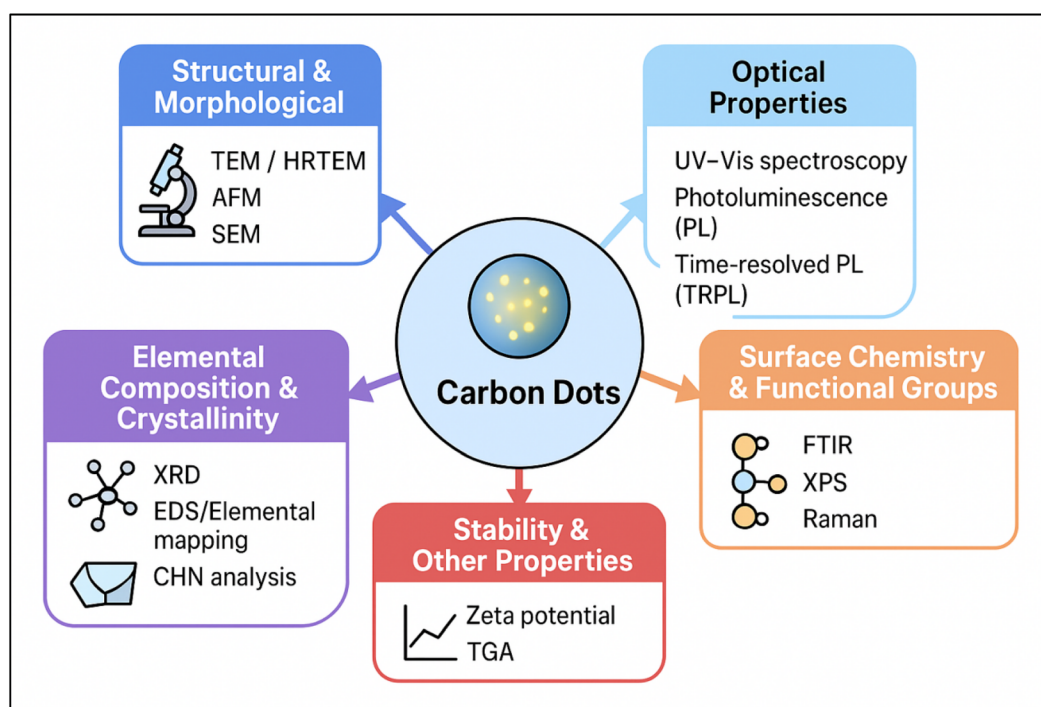 Structural &
Morphological
TEM / HRTEM
AFM
SEM
Optical
Properties
UV–Vis spectroscopy
Photoluminescence
(PL)
Time-resolved PL
(TRPL)
Carbon Dots
Elemental
Composition &
Crystallinity
XRD
EDS/Elemental
mapping
CHN analysis
Surface Chemistry
& Functional Groups
FTIR
XPS
Raman
Stability &
Other Properties
Zeta potential
TGA